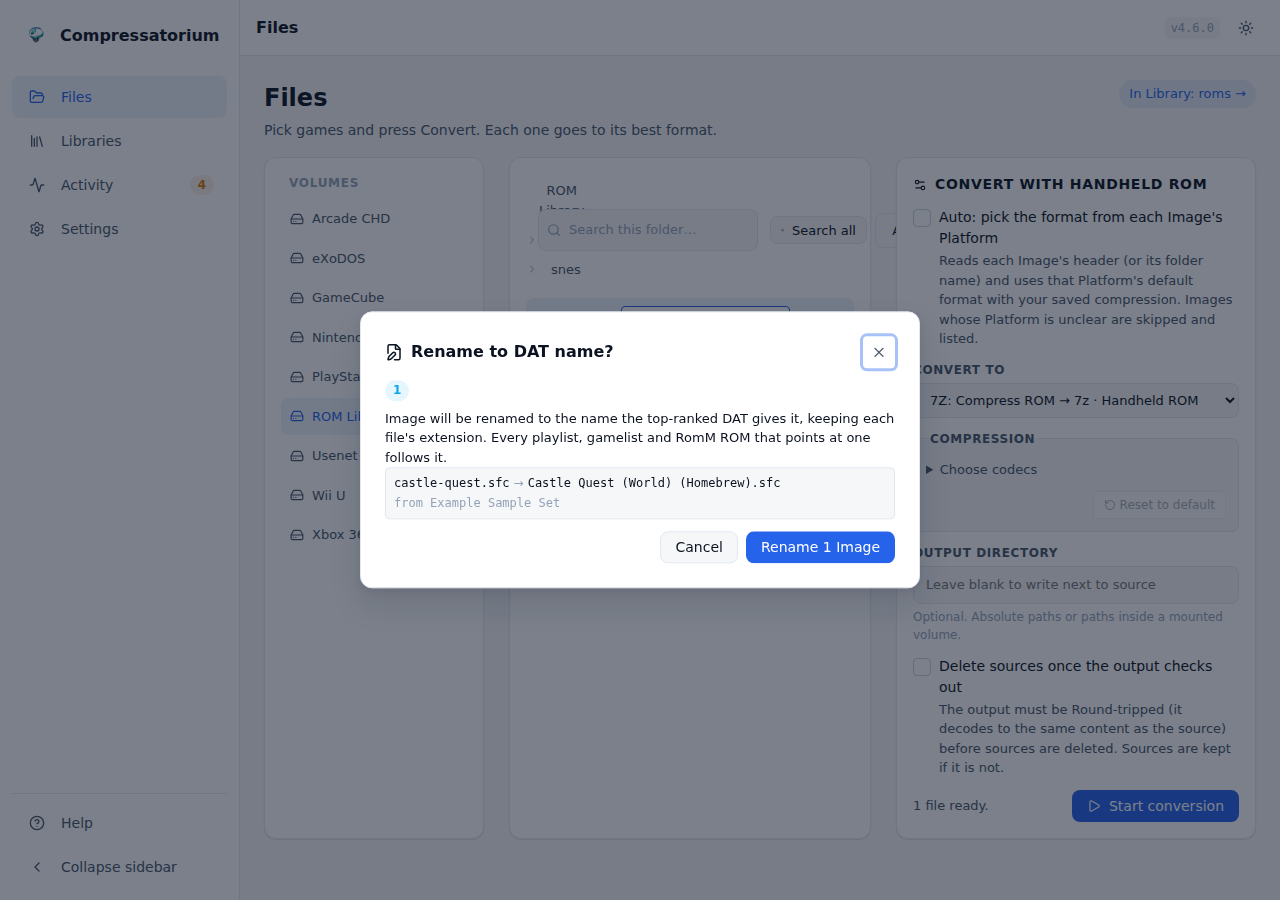 Compressatorium
Files
v4.6.0
Files
Libraries
Activity
4
Settings
Help
Collapse sidebar
Files
In Library: roms →
Pick games and press Convert. Each one goes to its best format.
VOLUMES
Arcade CHD
eXoDOS
GameCube
ROM
Search this folder...
Search all
snes
CONVERT WITH HANDHELD ROM
Auto: pick the format from each Image's
Platform
Reads each Image's header (or its folder
name) and uses that Platform's default
format with your saved compression. Images
whose Platform is unclear are skipped and
listed.
7Z: Compress ROM → 7z · Handheld ROM
COMPRESSION
Choose codecs
Reset to default
OUTPUT DIRECTORY
Leave blank to write next to source
Optional. Absolute paths or paths inside a mounted
volume.
Delete sources once the output checks
out
The output must be Round-tripped (it
decodes to the same content as the source)
before sources are deleted. Sources are kept
if it is not.
1 file ready.
Start conversion
Usenet
Wii U
Rename to DAT name?
1
Image will be renamed to the name the top-ranked DAT gives it, keeping each
file's extension. Every playlist, gamelist and RomM ROM that points at one
follows it.
castle-quest.sfc → Castle Quest (World) (Homebrew).sfc
from Example Sample Set
Cancel
Rename 1 Image